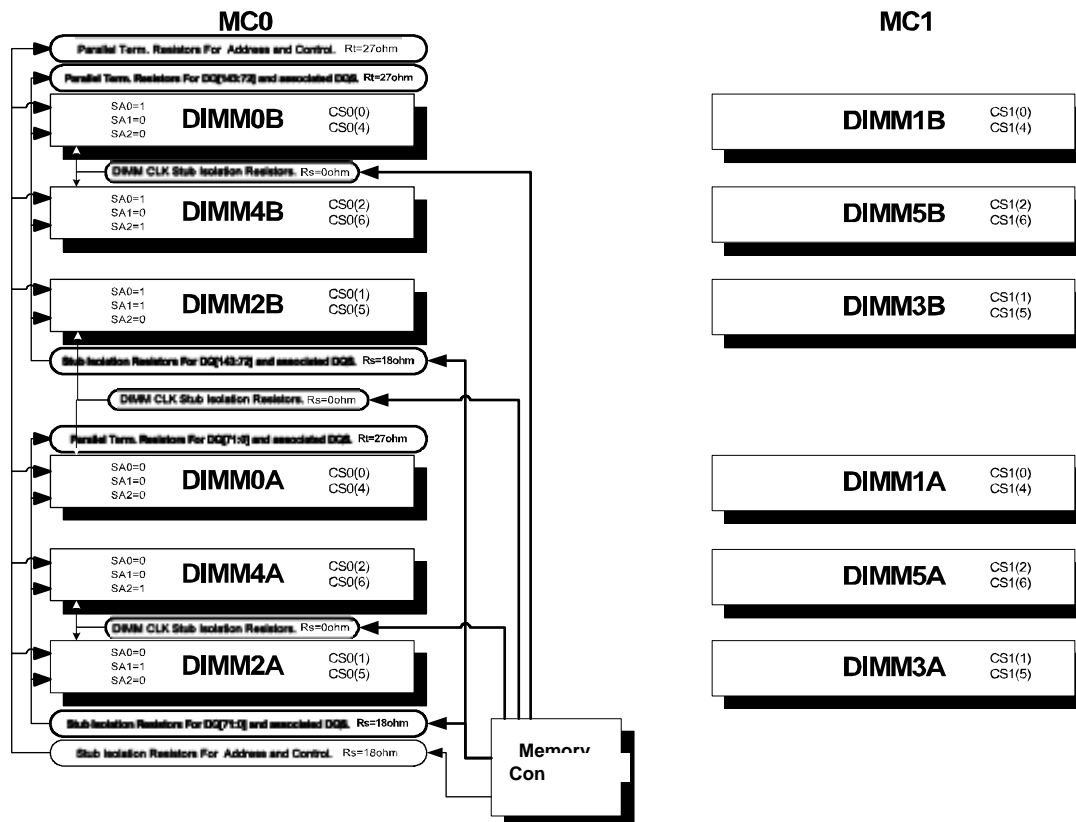 MC0
MC1
Parallel Term. Resistors For Address and Control. Rt=27ohm
Parallel Term. Resistors For DQ[143:72] and associated DQS. Rt=27ohm
SA0=1
SA1=0
SA2=0
DIMM0B
CS0(0)
CS0(4)
DIMM1B
CS1(0)
CS1(4)
DIMM CLK Stub Isolation Resistors. Rs=0ohm
SA0=1
SA1=0
SA2=1
DIMM4B
CS0(2)
CS0(6)
DIMM5B
CS1(2)
CS1(6)
SA0=1
SA1=1
SA2=0
DIMM2B
CS0(1)
CS0(5)
DIMM3B
CS1(1)
CS1(5)
Stub Isolation Resistors For DQ[143:72] and associated DQS. Rs=18ohm
DIMM CLK Stub Isolation Resistors. Rs=0ohm
Parallel Term. Resistors For DQ[71:0] and associated DQS. Rt=27ohm
SA0=0
SA1=0
SA2=0
DIMM0A
CS0(0)
CS0(4)
DIMM1A
CS1(0)
CS1(4)
SA0=0
SA1=0
SA2=1
DIMM4A
CS0(2)
CS0(6)
DIMM5A
CS1(2)
CS1(6)
DIMM CLK Stub Isolation Resistors. Rs=0ohm
SA0=0
SA1=1
SA2=0
DIMM2A
CS0(1)
CS0(5)
DIMM3A
CS1(1)
CS1(5)
Stub Isolation Resistors For DQ[71:0] and associated DQS. Rs=18ohm
Stub Isolation Resistors For Address and Control. Rs=18ohm
Memory
Con